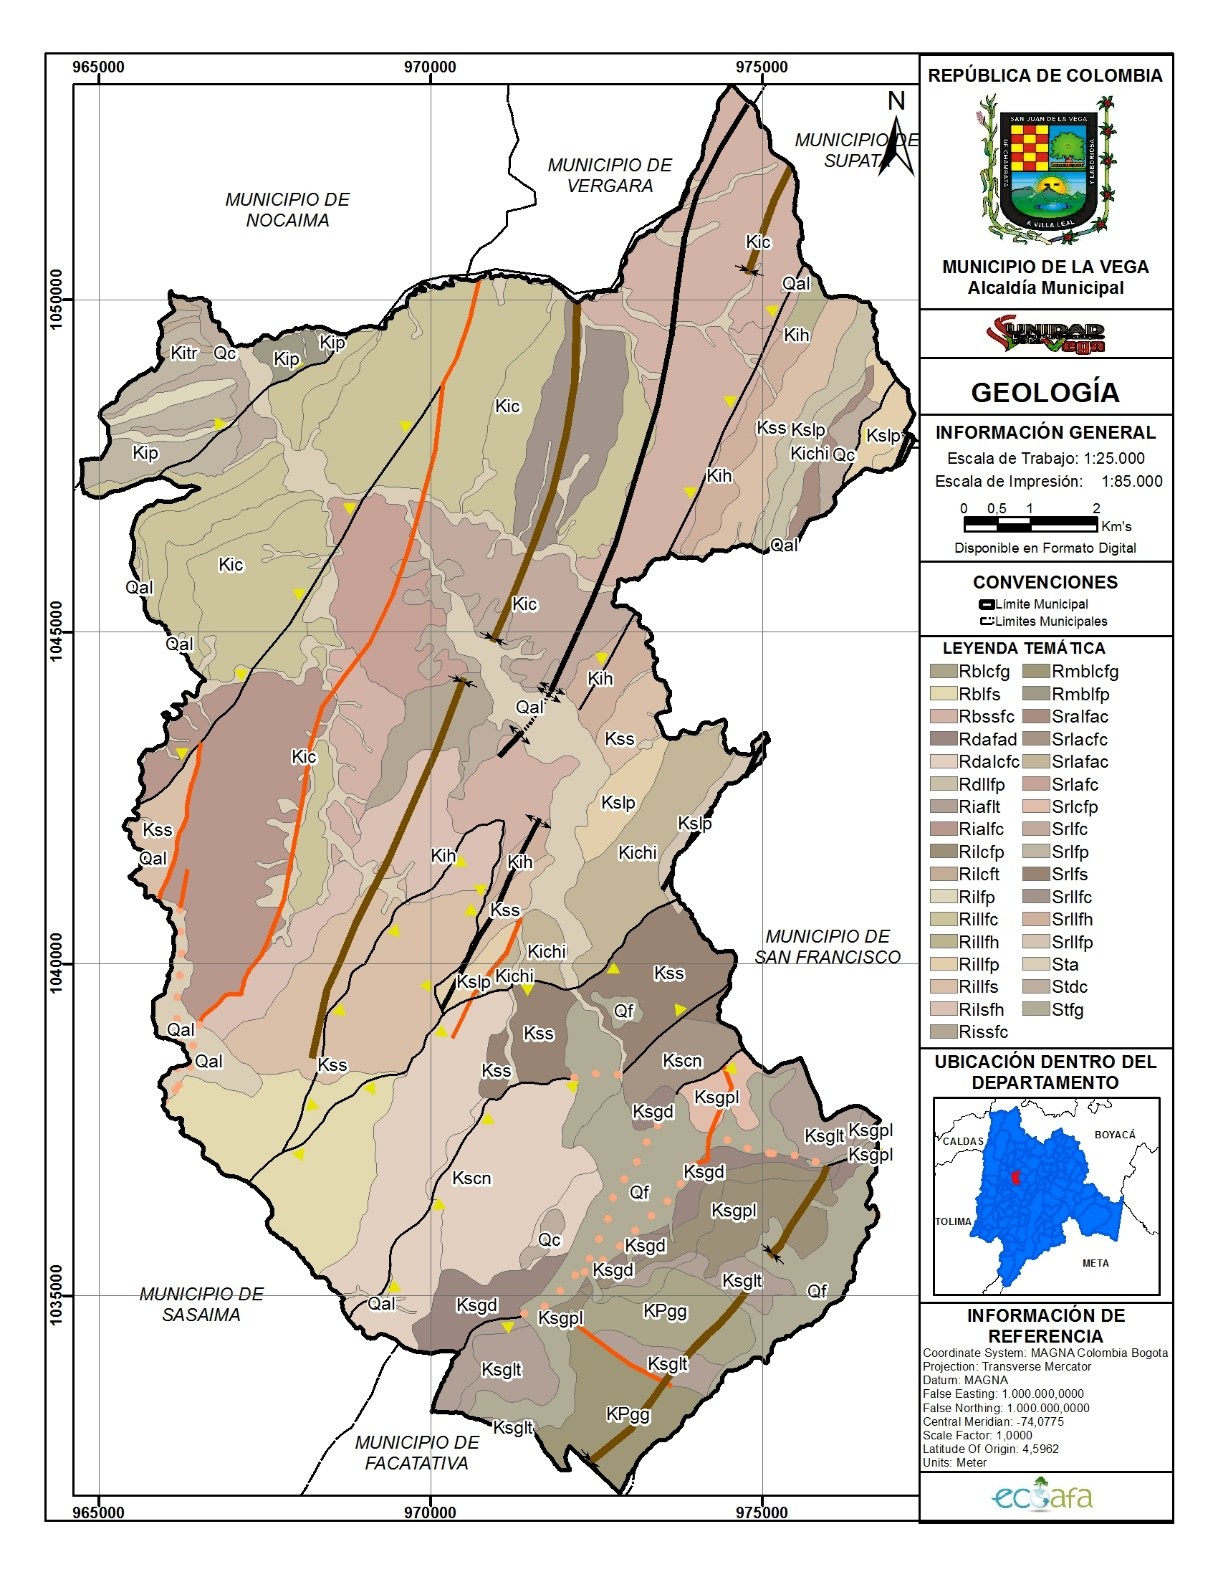 965000 970000 975000
1050000
1045000
1040000
1035000
965000 970000 975000
N
MUNICIPIO DE
NOCAIMA
MUNICIPIO DE
VERGARA
MUNICIPIO DE
SUPATA
MUNICIPIO DE
SAN FRANCISCO
MUNICIPIO DE
SASAIMA
MUNICIPIO DE
FACATATIVA
Kic
Qal
Kih
Kitr Qc Kip Kip
Kic
Kip
Kss Kslp Kslp
Kichi Qc
Kih
Qal
Kic
Qal
Kic
Qal
Kih
Qal
Kss
Kic
Kslp
Kslp
Kss
Qal
Kih Kih
Kichi
Kss
Kichi
Kslp Kichi
Kss
Qf
Qal
Kss
Qal
Kss
Kss
Kscn
Ksgpl
Ksgd
Ksglt Ksgpl
Ksgpl
Kscn
Ksgd
Qf
Ksgpl
Qc
Ksgd
Ksgd
Ksglt
Qf
Qal
Ksgd
Ksgpl
KPgg
Ksglt
Ksglt
KPgg
Ksglt
REPÚBLICA DE COLOMBIA
SAN JUAN DE LA VEGA
DE CHAMBATA
Y LABORIOSA
A VILLA LEAL
MUNICIPIO DE LA VEGA
Alcaldía Municipal
UNIDAD
Vega
GEOLOGÍA
INFORMACIÓN GENERAL
Escala de Trabajo: 1:25.000
Escala de Impresión: 1:85.000
0 0,5 1 2
Km's
Disponible en Formato Digital
CONVENCIONES
Límite Municipal
Limites Municipales
LEYENDA TEMÁTICA
Rblcfg Rmblcfg
Rblfs Rmblfp
Rbssfc Sralfac
Rdafad Srlacfc
Rdalcfc Srlafac
Rdllfp Srlafc
Riaflt Srlcfp
Rialfc Srlfc
Rilcfp Srlfp
Rilcft Srlfs
Rilfp Srllfc
Rillfc Srllfh
Rillfh Srllfp
Rillfp Sta
Rillfs Stdc
Rilsfh Stfg
Rissfc
UBICACIÓN DENTRO DEL
DEPARTAMENTO
CALDAS
BOYACÁ
TOLIMA
META
INFORMACIÓN DE
REFERENCIA
Coordinate System: MAGNA Colombia Bogota
Projection: Transverse Mercator
Datum: MAGNA
False Easting: 1.000.000,0000
False Northing: 1.000.000,0000
Central Meridian: -74,0775
Scale Factor: 1,0000
Latitude Of Origin: 4,5962
Units: Meter
ecoafa